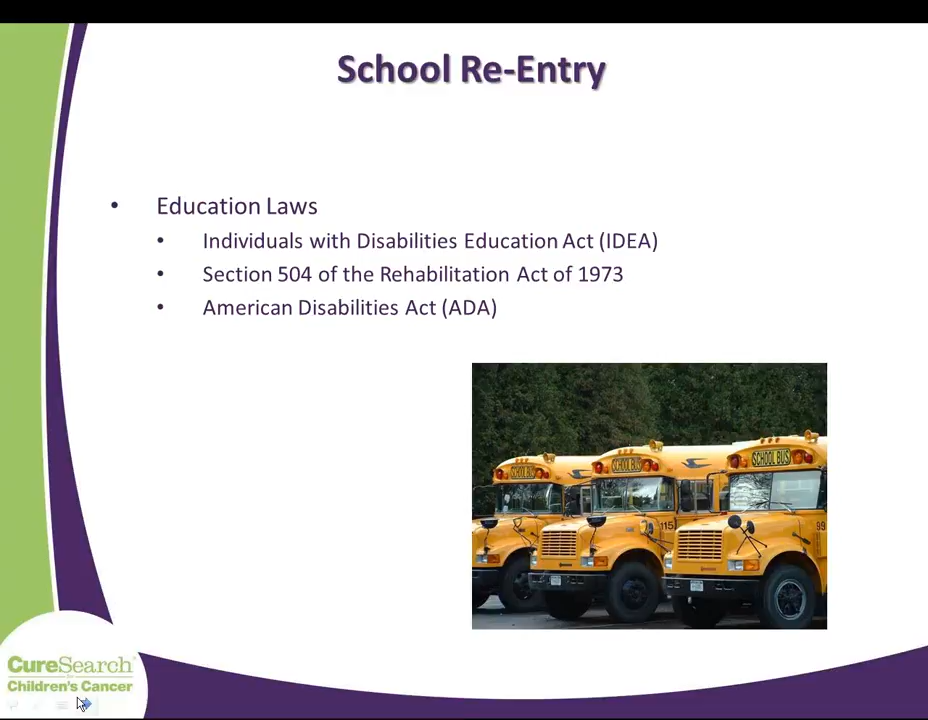 School Re-Entry
• Education Laws
• Individuals with Disabilities Education Act (IDEA)
• Section 504 of the Rehabilitation Act of 1973
• American Disabilities Act (ADA)
SCHOOL BUS
SCHOOL BUS
SCHOOL BUS
115
99
CureSearch
for
Children's Cancer